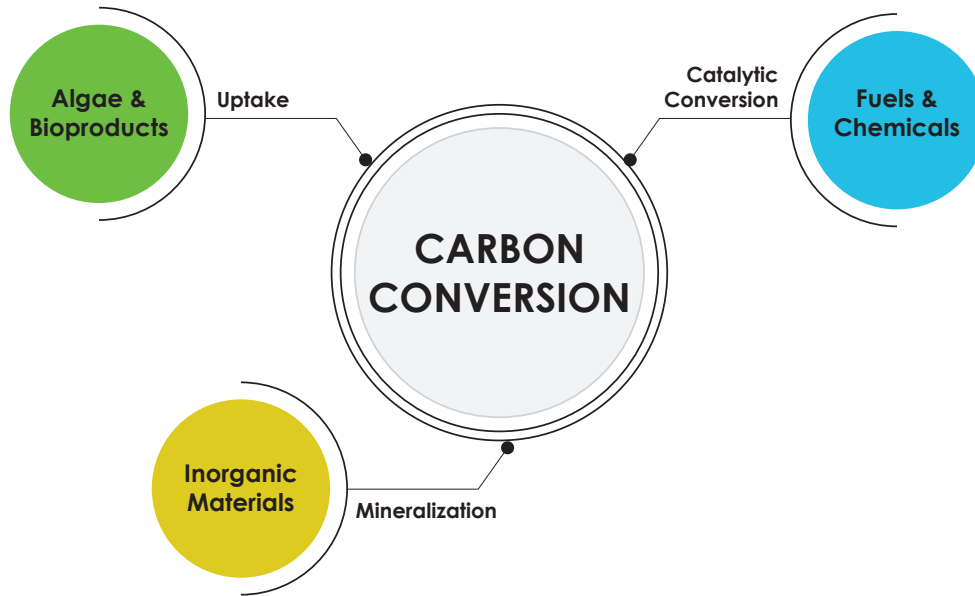 Algae &
Bioproducts
Uptake
Catalytic
Conversion
Fuels &
Chemicals
CARBON
CONVERSION
Inorganic
Materials
Mineralization